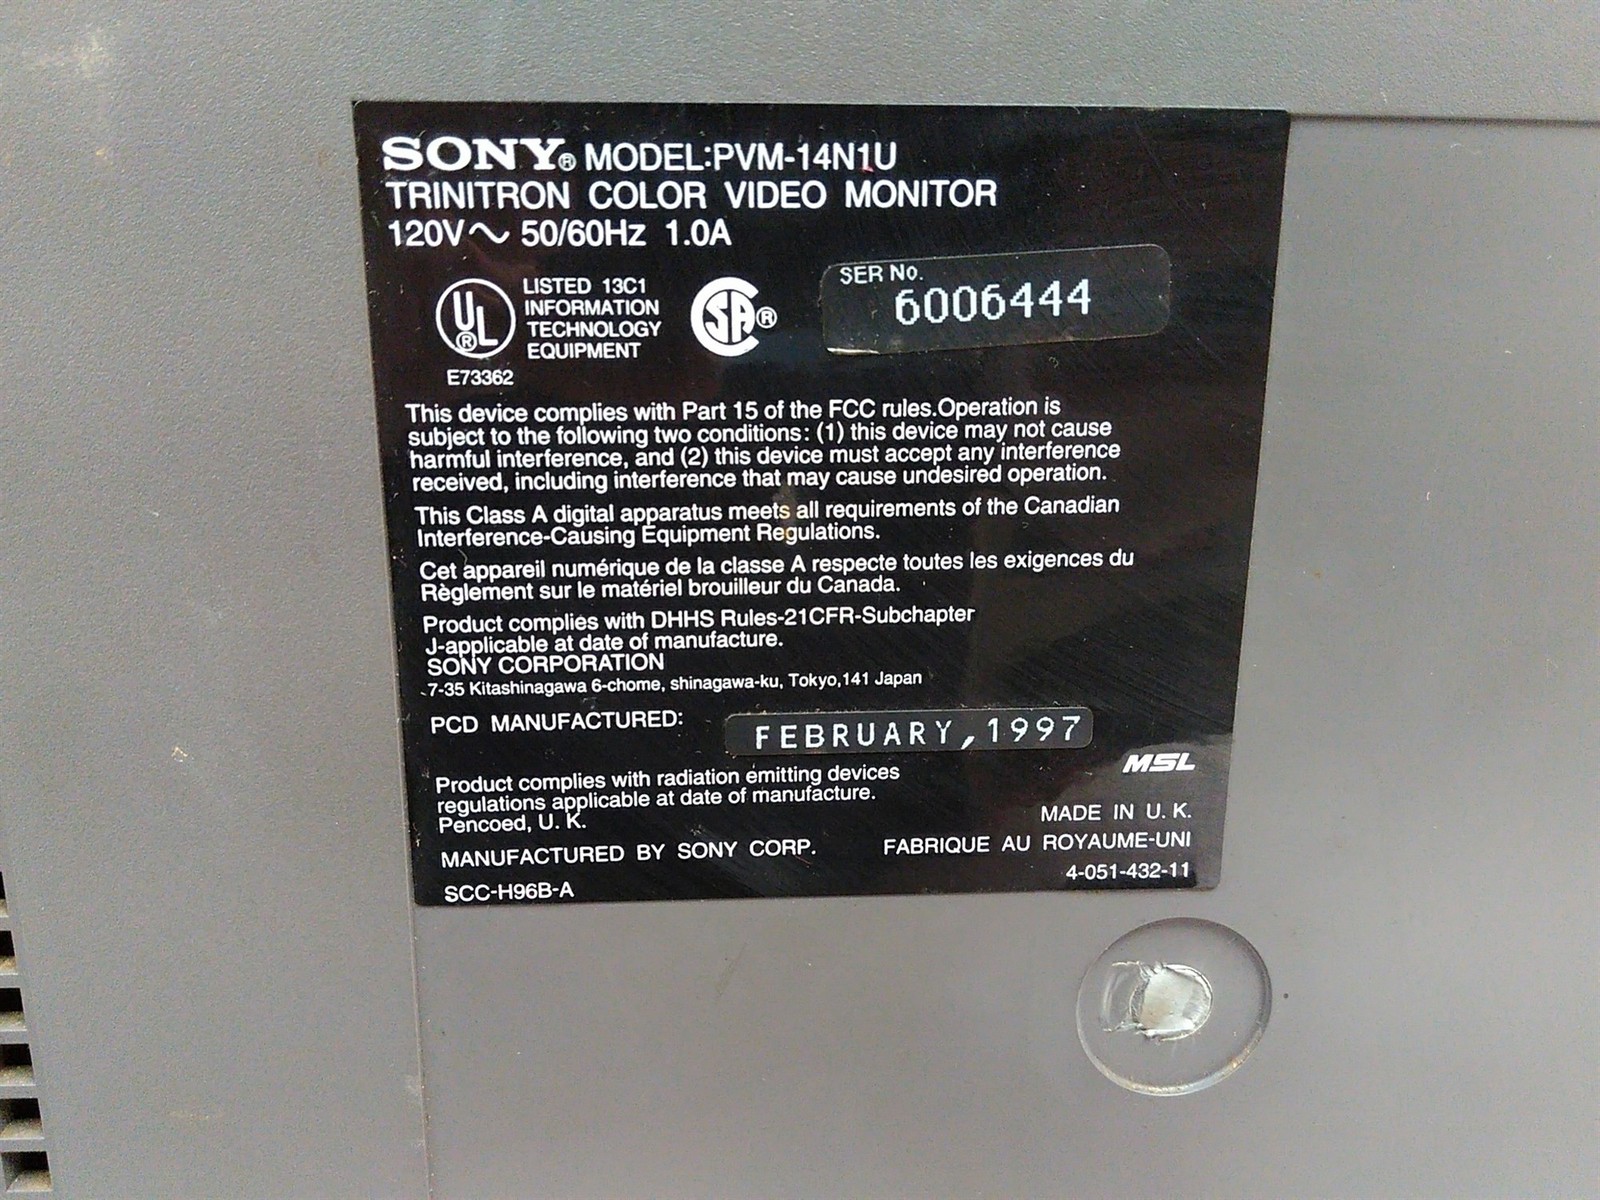 SONY® MODEL:PVM-14N1U
TRINITRON COLOR VIDEO MONITOR
120V~ 50/60Hz 1.0A
UL®
LISTED 13C1
INFORMATION
TECHNOLOGY
EQUIPMENT
E73362
SA®
SER No.
6006444
This device complies with Part 15 of the FCC rules.Operation is
subject to the following two conditions: (1) this device may not cause
harmful interference, and (2) this device must accept any interference
received, including interference that may cause undesired operation.
This Class A digital apparatus meets all requirements of the Canadian
Interference-Causing Equipment Regulations.
Cet appareil numérique de la classe A respecte toutes les exigences du
Règlement sur le matériel brouilleur du Canada.
Product complies with DHHS Rules-21CFR-Subchapter
J-applicable at date of manufacture.
SONY CORPORATION
7-35 Kitashinagawa 6-chome, shinagawa-ku, Tokyo,141 Japan
PCD MANUFACTURED:
FEBRUARY,1997
MSL
Product complies with radiation emitting devices
regulations applicable at date of manufacture.
Pencoed, U. K.
MADE IN U. K.
MANUFACTURED BY SONY CORP.
FABRIQUE AU ROYAUME-UNI
SCC-H96B-A
4-051-432-11